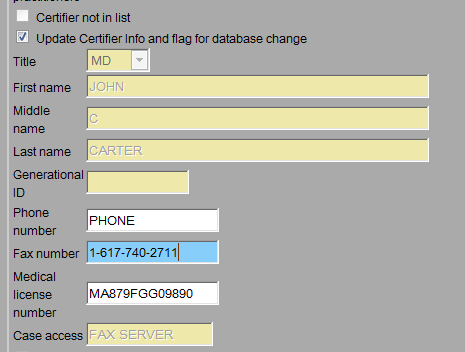 Certifier not in list
Update Certifier Info and flag for database change
Title MD
First name JOHN
Middle
name C
Last name CARTER
Generational
ID
Phone
number PHONE
Fax number 1-617-740-2711
Medical
license MA879FGG09890
number
Case access FAX SERVER